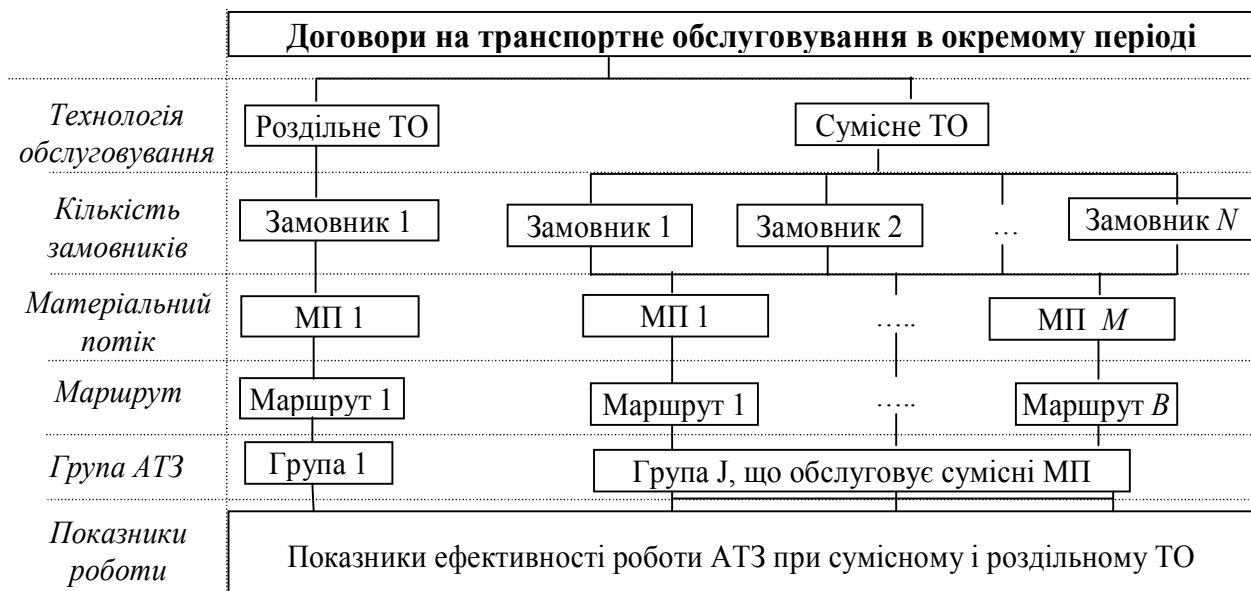 Договори на транспортне обслуговування в окремому періоді
Технологія
обслуговування
Роздільне ТО
Сумісне ТО
Кількість
замовників
Замовник 1
Замовник 1
Замовник 2
…
Замовник N
Матеріальний
потік
МП 1
МП 1
…..
МП M
Маршрут
Маршрут 1
Маршрут 1
…..
Маршрут B
Група АТЗ
Група 1
Група J, що обслуговує сумісні МП
Показники
роботи
Показники ефективності роботи АТЗ при сумісному і роздільному ТО